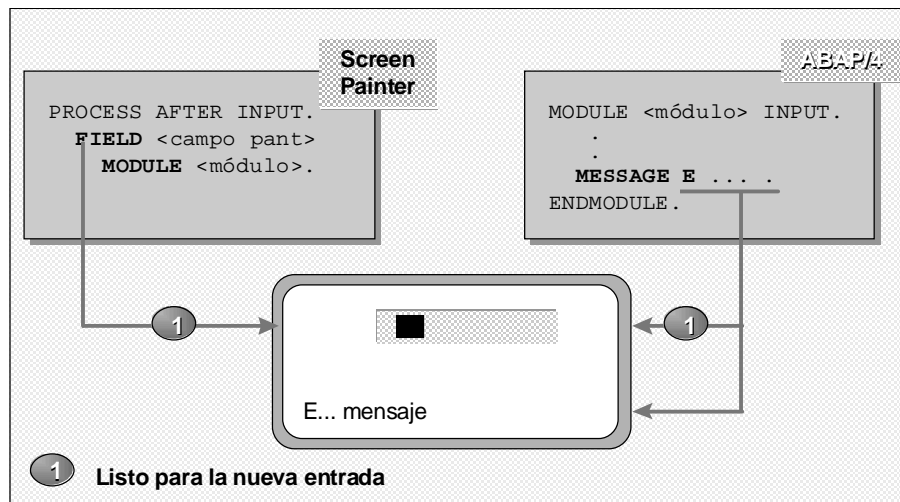 Screen
Painter
PROCESS AFTER INPUT.
FIELD <campo pant>
MODULE <módulo>.
ABAP/4
MODULE <módulo> INPUT.
.
.
MESSAGE E ... .
ENDMODULE.
1
1
E... mensaje
1 Listo para la nueva entrada